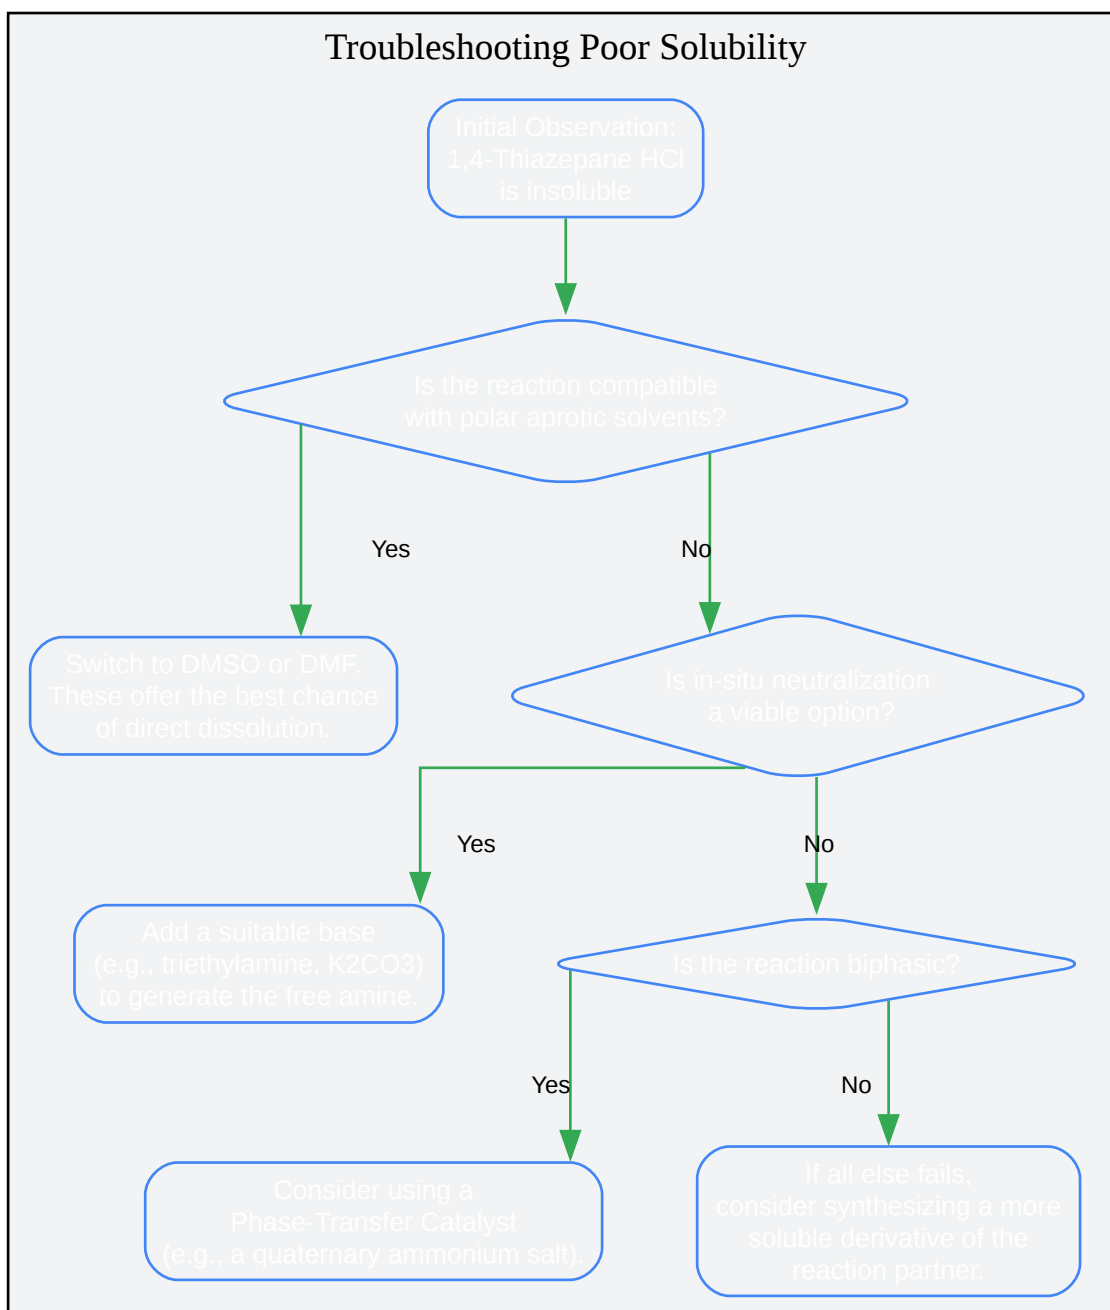 Troubleshooting Poor Solubility
Initial Observation:
1,4-Thiazepane HCl
is insoluble
Is the reaction compatible
with polar aprotic solvents?
Yes
No
Switch to DMSO or DMF.
These offer the best chance
of direct dissolution.
Is in-situ neutralization
a viable option?
Yes
No
Add a suitable base
(e.g., triethylamine, K2CO3)
to generate the free amine.
Is the reaction biphasic?
Yes
No
Consider using a
Phase-Transfer Catalyst
(e.g., a quaternary ammonium salt).
If all else fails,
consider synthesizing a more
soluble derivative of the
reaction partner.